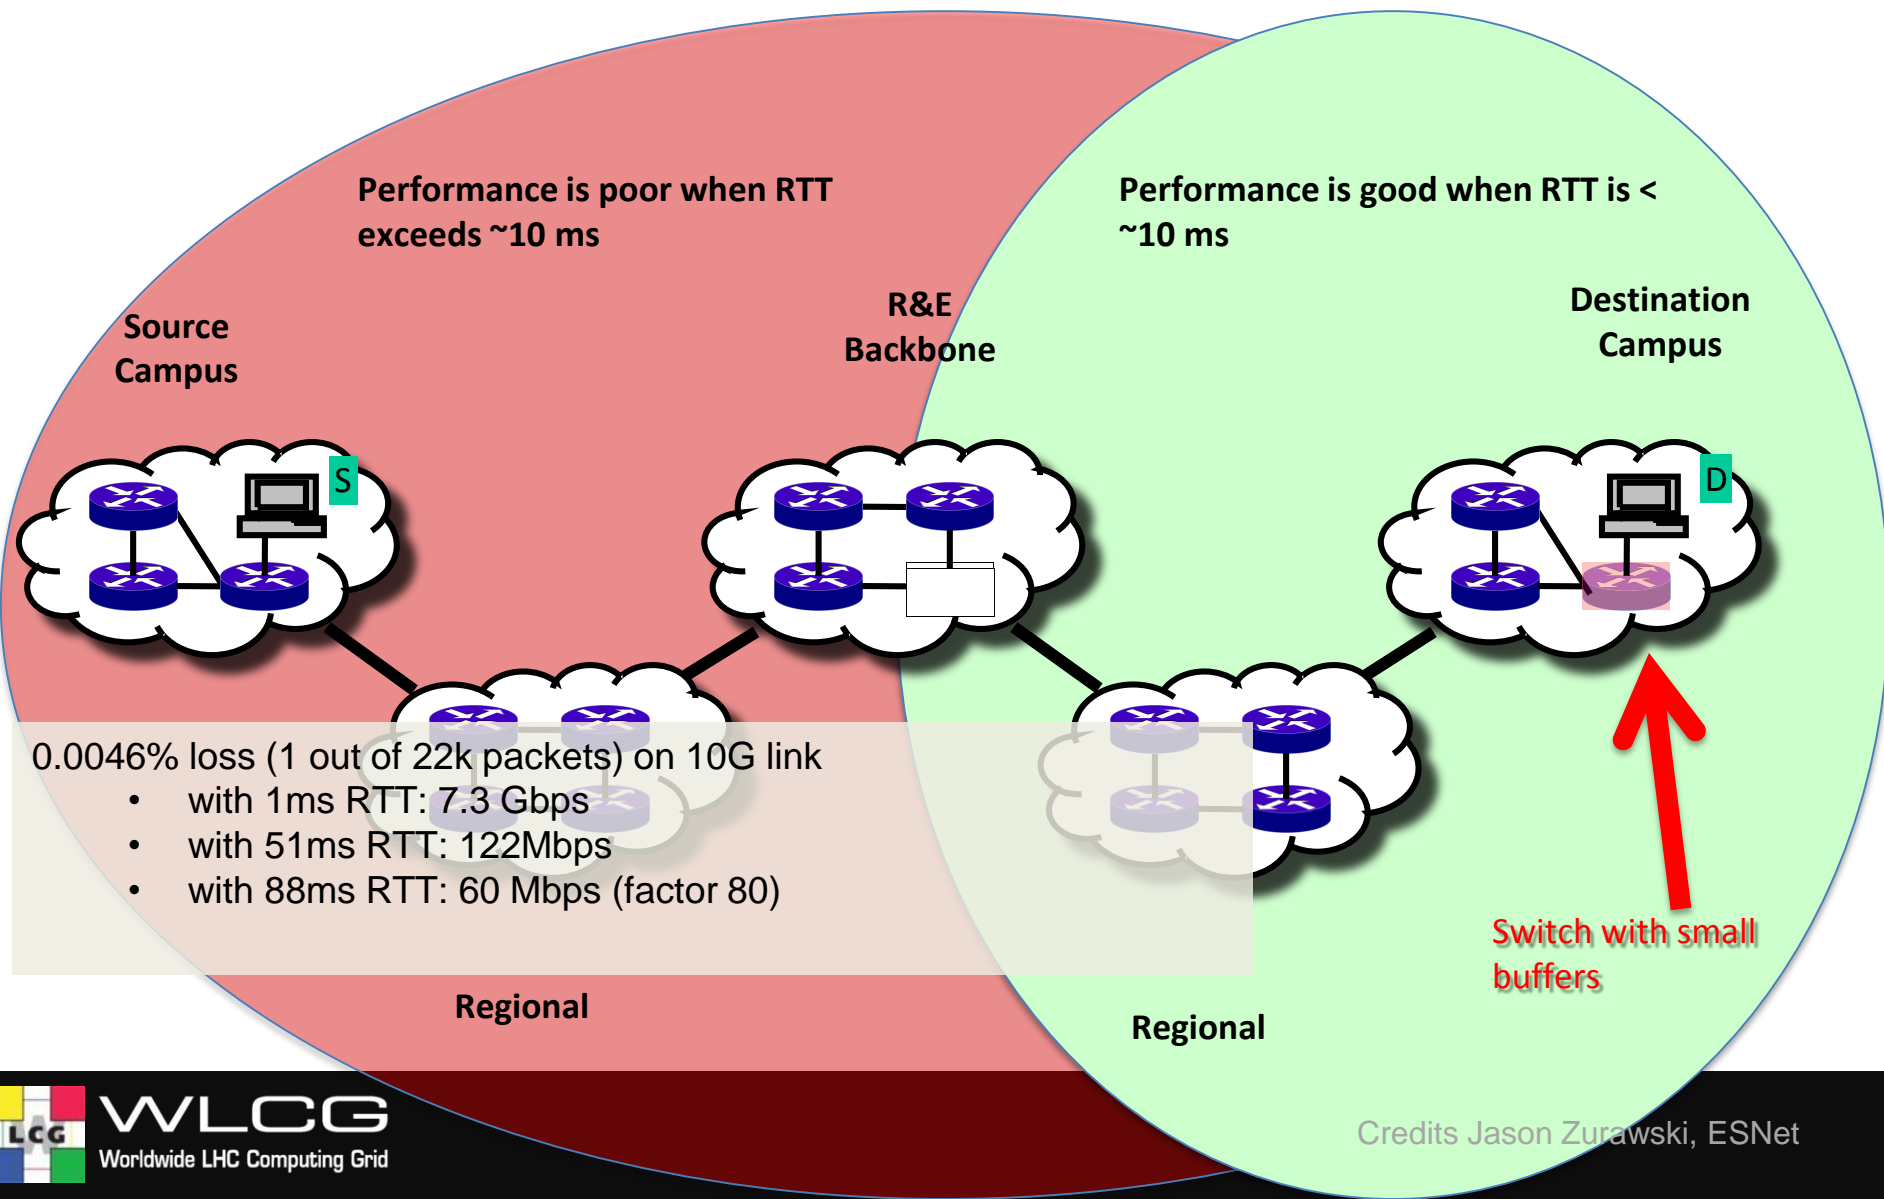 Performance is poor when RTT
exceeds ~10 ms
Performance is good when RTT is <
~10 ms
Source
Campus
R&E
Backbone
Destination
Campus
S
D
0.0046% loss (1 out of 22k packets) on 10G link
• with 1ms RTT: 7.3 Gbps
• with 51ms RTT: 122Mbps
• with 88ms RTT: 60 Mbps (factor 80)
Switch with small
buffers
Regional
Regional
LCG
WLCG
Worldwide LHC Computing Grid
Credits Jason Zurawski, ESNet